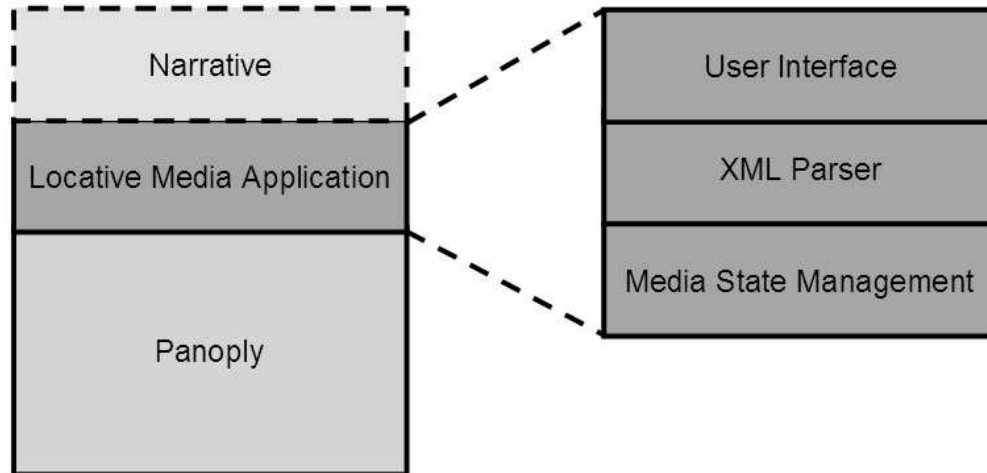 Narrative
Locative Media Application
Panoply
User Interface
XML Parser
Media State Management